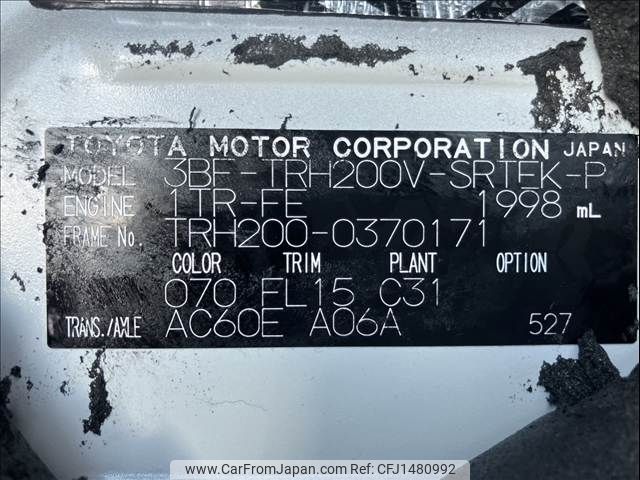 TOYOTA MOTOR CORPORATION JAPAN
MODEL 3BF-TRH200V-SRTEK-P
ENGINE 1TR-FE 1998 mL
FRAME No. TRH200-0370171
COLOR TRIM PLANT OPTION
070 FL15 C31
TRANS./AXLE AC60E A06A 527
www.CarFromJapan.com - CFJ1480992